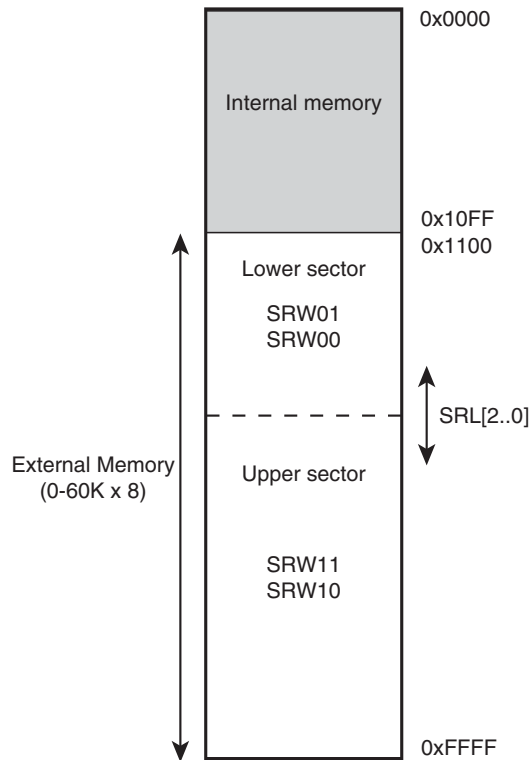 0x0000
Internal memory
0x10FF
0x1100
Lower sector
SRW01
SRW00
SRL[2..0]
External Memory
(0-60K x 8)
Upper sector
SRW11
SRW10
0xFFFF